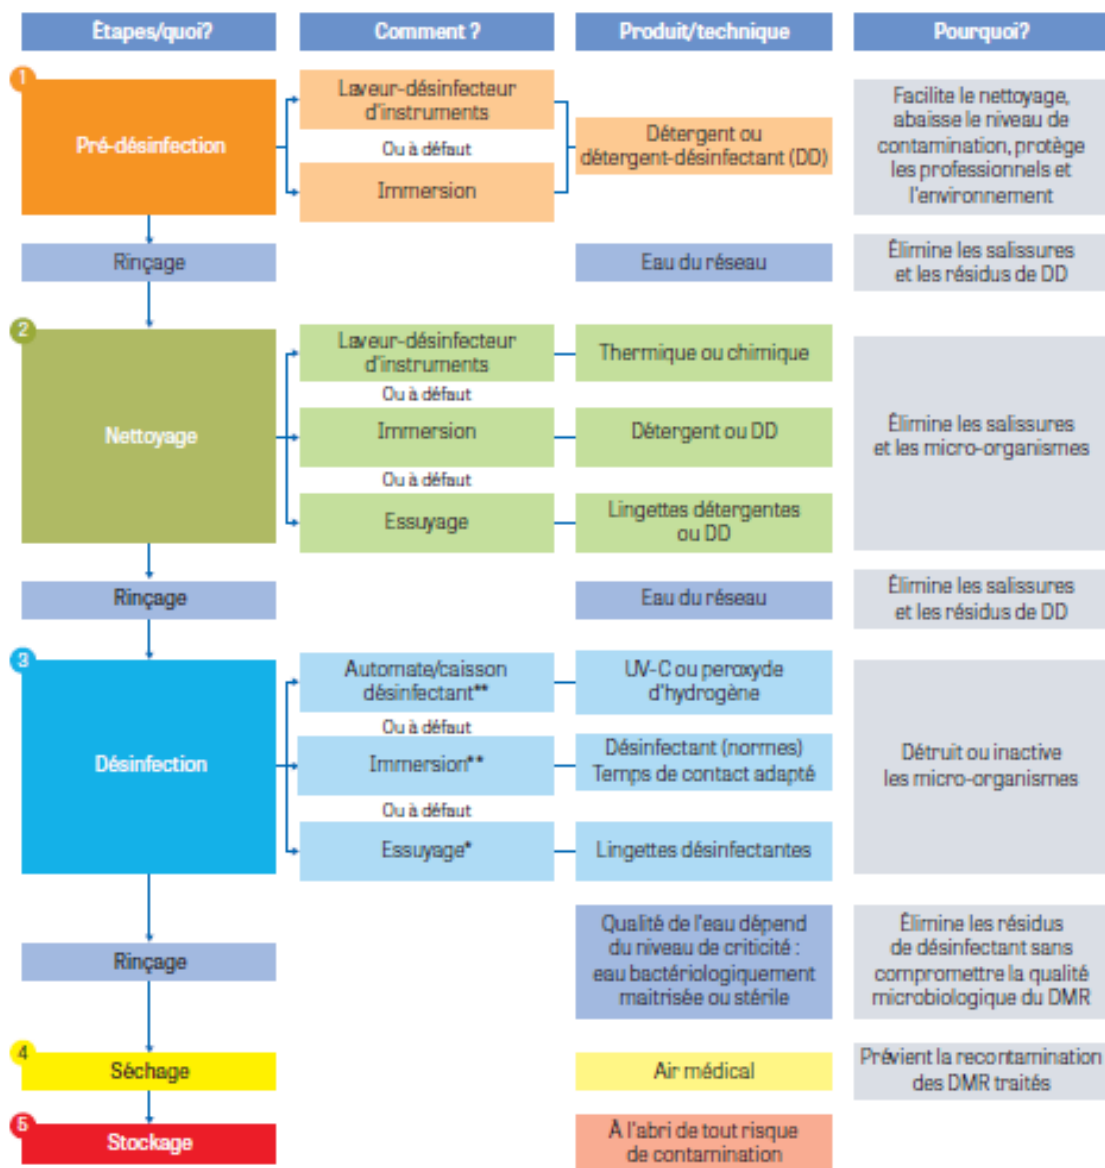 Étapes/quoi?
Comment ?
Produit/technique
Pourquoi?
1
Pré-désinfection
Laveur-désinfecteur
d'instruments
Ou à défaut
Immersion
Détergent ou
détergent-désinfectant (DD)
Facilite le nettoyage,
abaisse le niveau de
contamination, protège
les professionnels et
l'environnement
Rinçage
Eau du réseau
Élimine les salissures
et les résidus de DD
2
Nettoyage
Laveur-désinfecteur
d'instruments
Thermique ou chimique
Ou à défaut
Immersion
Détergent ou DD
Ou à défaut
Essuyage
Lingettes détergentes
ou DD
Élimine les salissures
et les micro-organismes
Rinçage
Eau du réseau
Élimine les salissures
et les résidus de DD
3
Désinfection
Automate/caisson
désinfectant**
UV-C ou peroxyde
d'hydrogène
Ou à défaut
Immersion**
Désinfectant (normes)
Temps de contact adapté
Ou à défaut
Essuyage*
Lingettes désinfectantes
Détruit ou inactive
les micro-organismes
Rinçage
Qualité de l'eau dépend
du niveau de criticité :
eau bactériologiquement
maitrisée ou stérile
Élimine les résidus
de désinfectant sans
compromettre la qualité
microbiologique du DMR
4
Séchage
Air médical
Prévient la recontamination
des DMR traités
5
Stockage
À l'abri de tout risque
de contamination